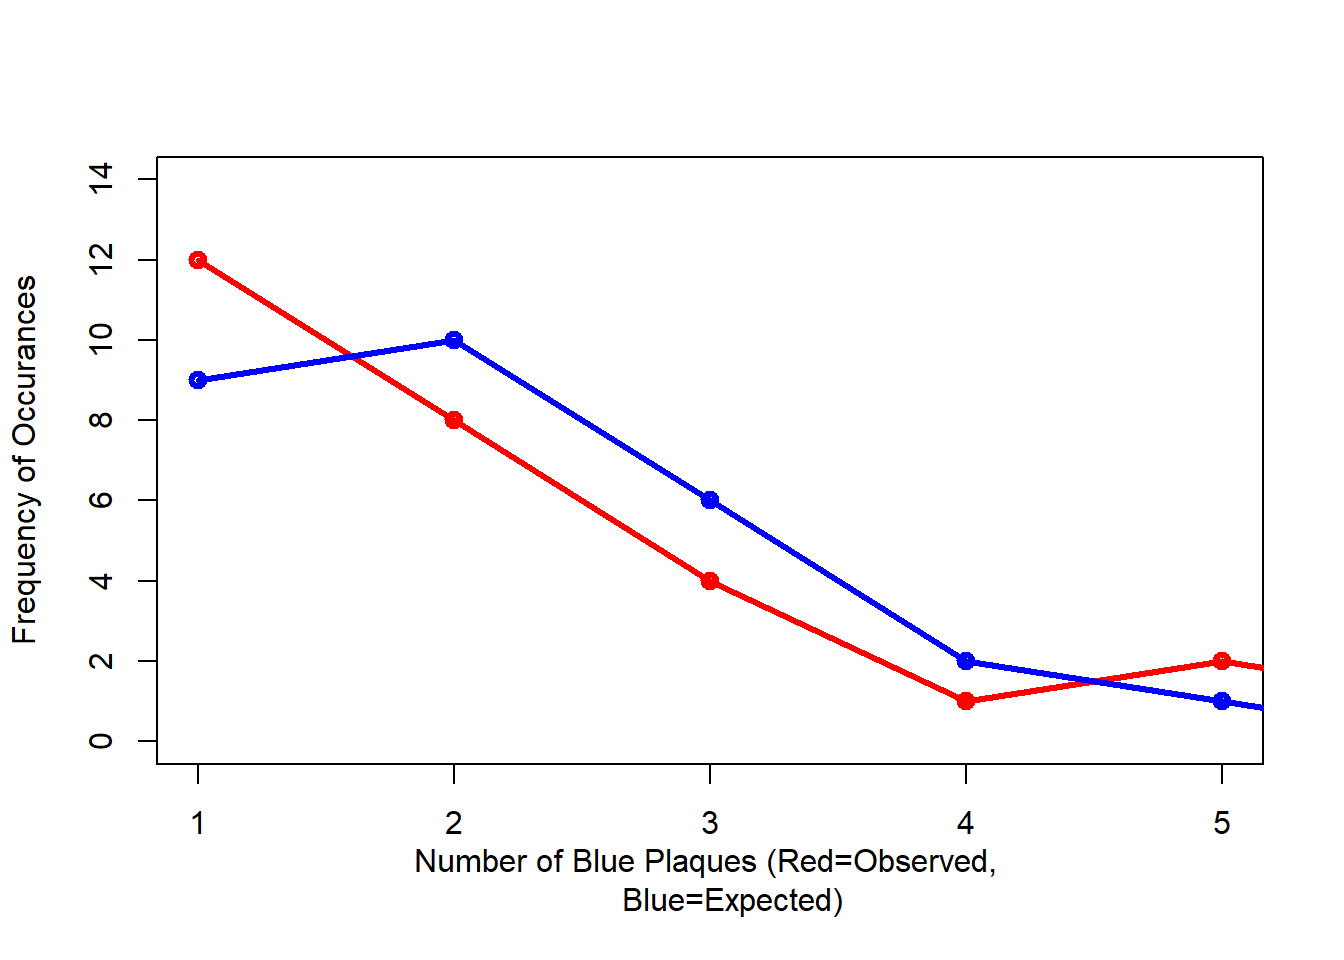 Frequency of Occurances
14
12
10
8
6
4
2
0
1 2 3 4 5
Number of Blue Plaques (Red=Observed,
Blue=Expected)